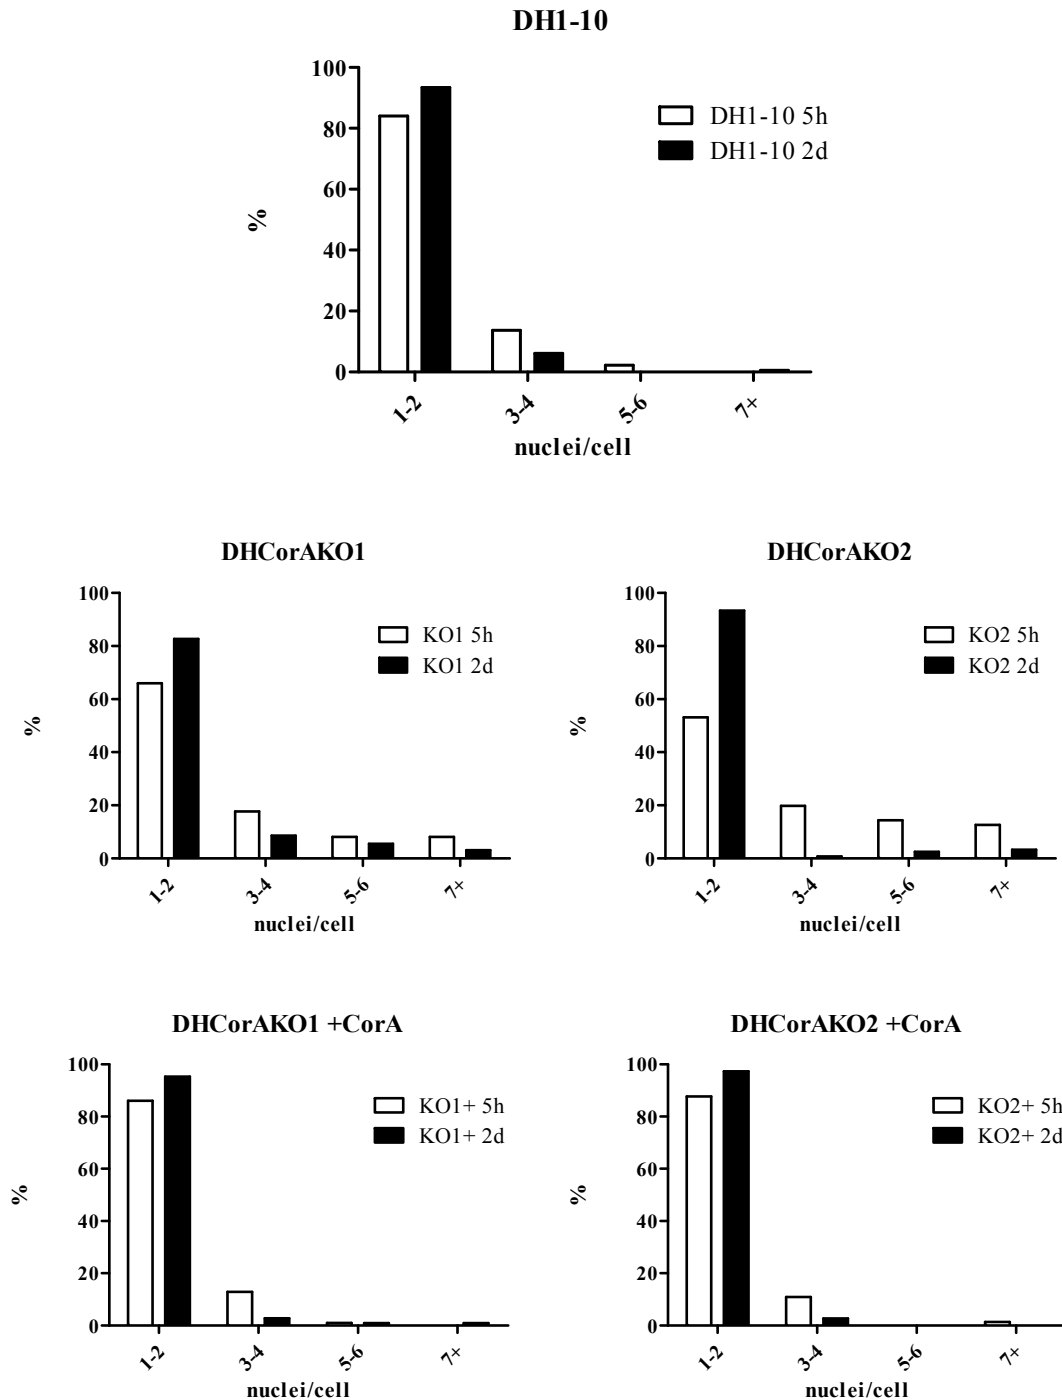 DH1-10
100
80
60
40
20
0
%
DH1-10 5h
DH1-10 2d
1-2
3-4
5-6
7+
nuclei/cell
DHCorAKO1
100
80
60
40
20
0
%
KO1 5h
KO1 2d
1-2
3-4
5-6
7+
nuclei/cell
DHCorAKO2
100
80
60
40
20
0
%
KO2 5h
KO2 2d
1-2
3-4
5-6
7+
nuclei/cell
DHCorAKO1 +CorA
100
80
60
40
20
0
%
KO1+ 5h
KO1+ 2d
1-2
3-4
5-6
7+
nuclei/cell
DHCorAKO2 +CorA
100
80
60
40
20
0
%
KO2+ 5h
KO2+ 2d
1-2
3-4
5-6
7+
nuclei/cell